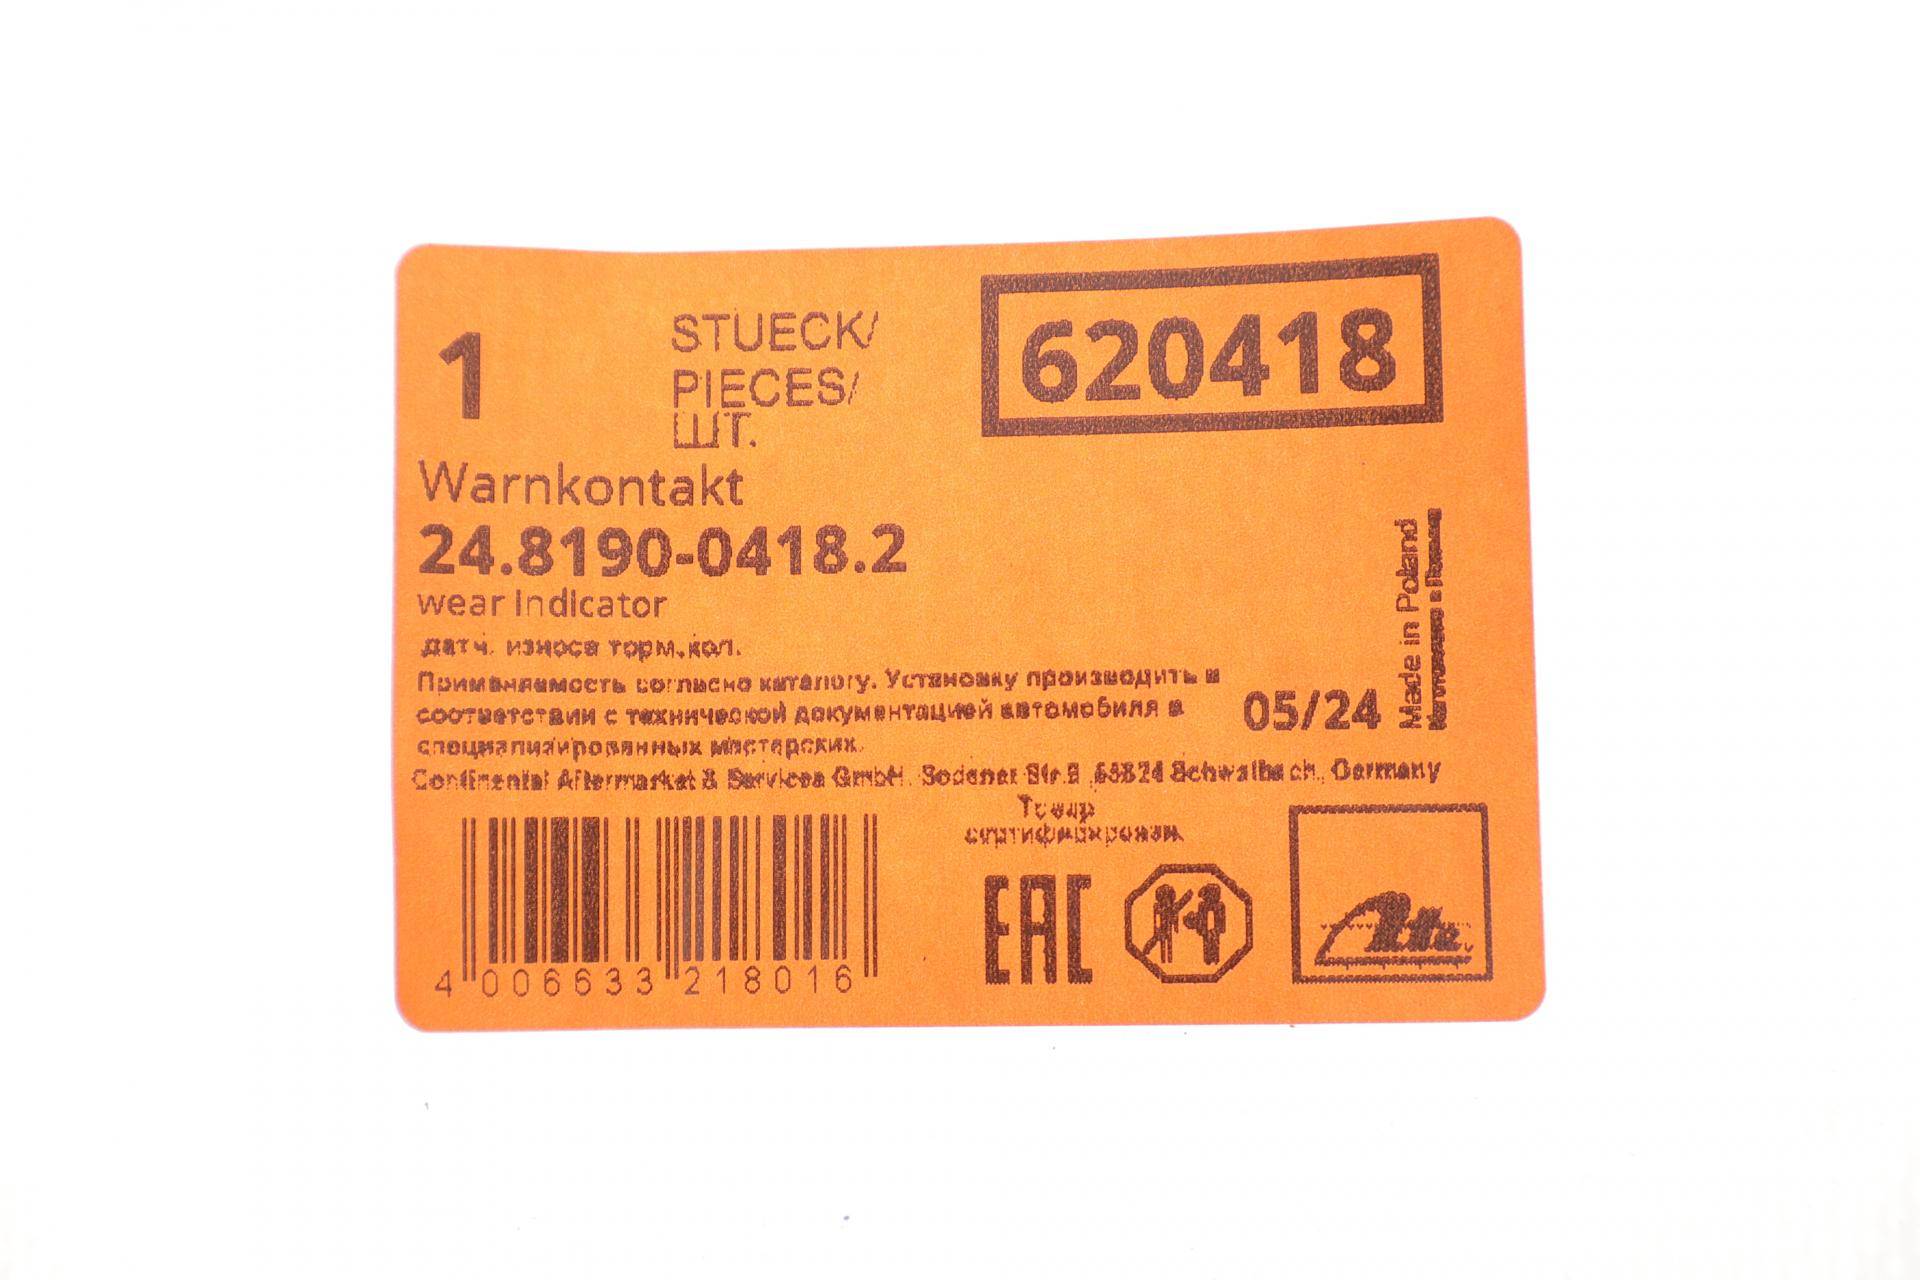 1
STUECK/
PIECES/
ШТ.
620418
Warnkontakt
24.8190-0418.2
wear indicator
датч. износа торм.кол.
Применяемость согласно каталогу. Установку производить в
соответствии с технической документацией автомобиля в
специализированных мастерских.
05/24
Made in Poland
Continental Aftermarket & Services GmbH. Sodener Str.9 ,65824 Schwalbach, Germany
Товар
сертифицирован.
4 006633 218016
EAC
Ate